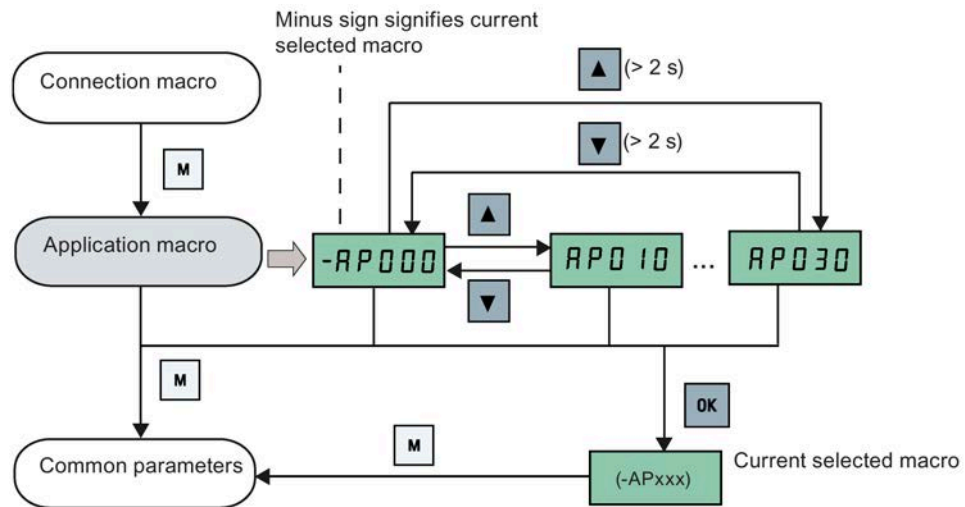 Minus sign signifies current
selected macro
Connection macro
▲ (> 2 s)
▼ (> 2 s)
M
▲
Application macro
-AP000
AP010
...
AP030
▼
M
OK
M
Common parameters
(-APxxx)
Current selected macro